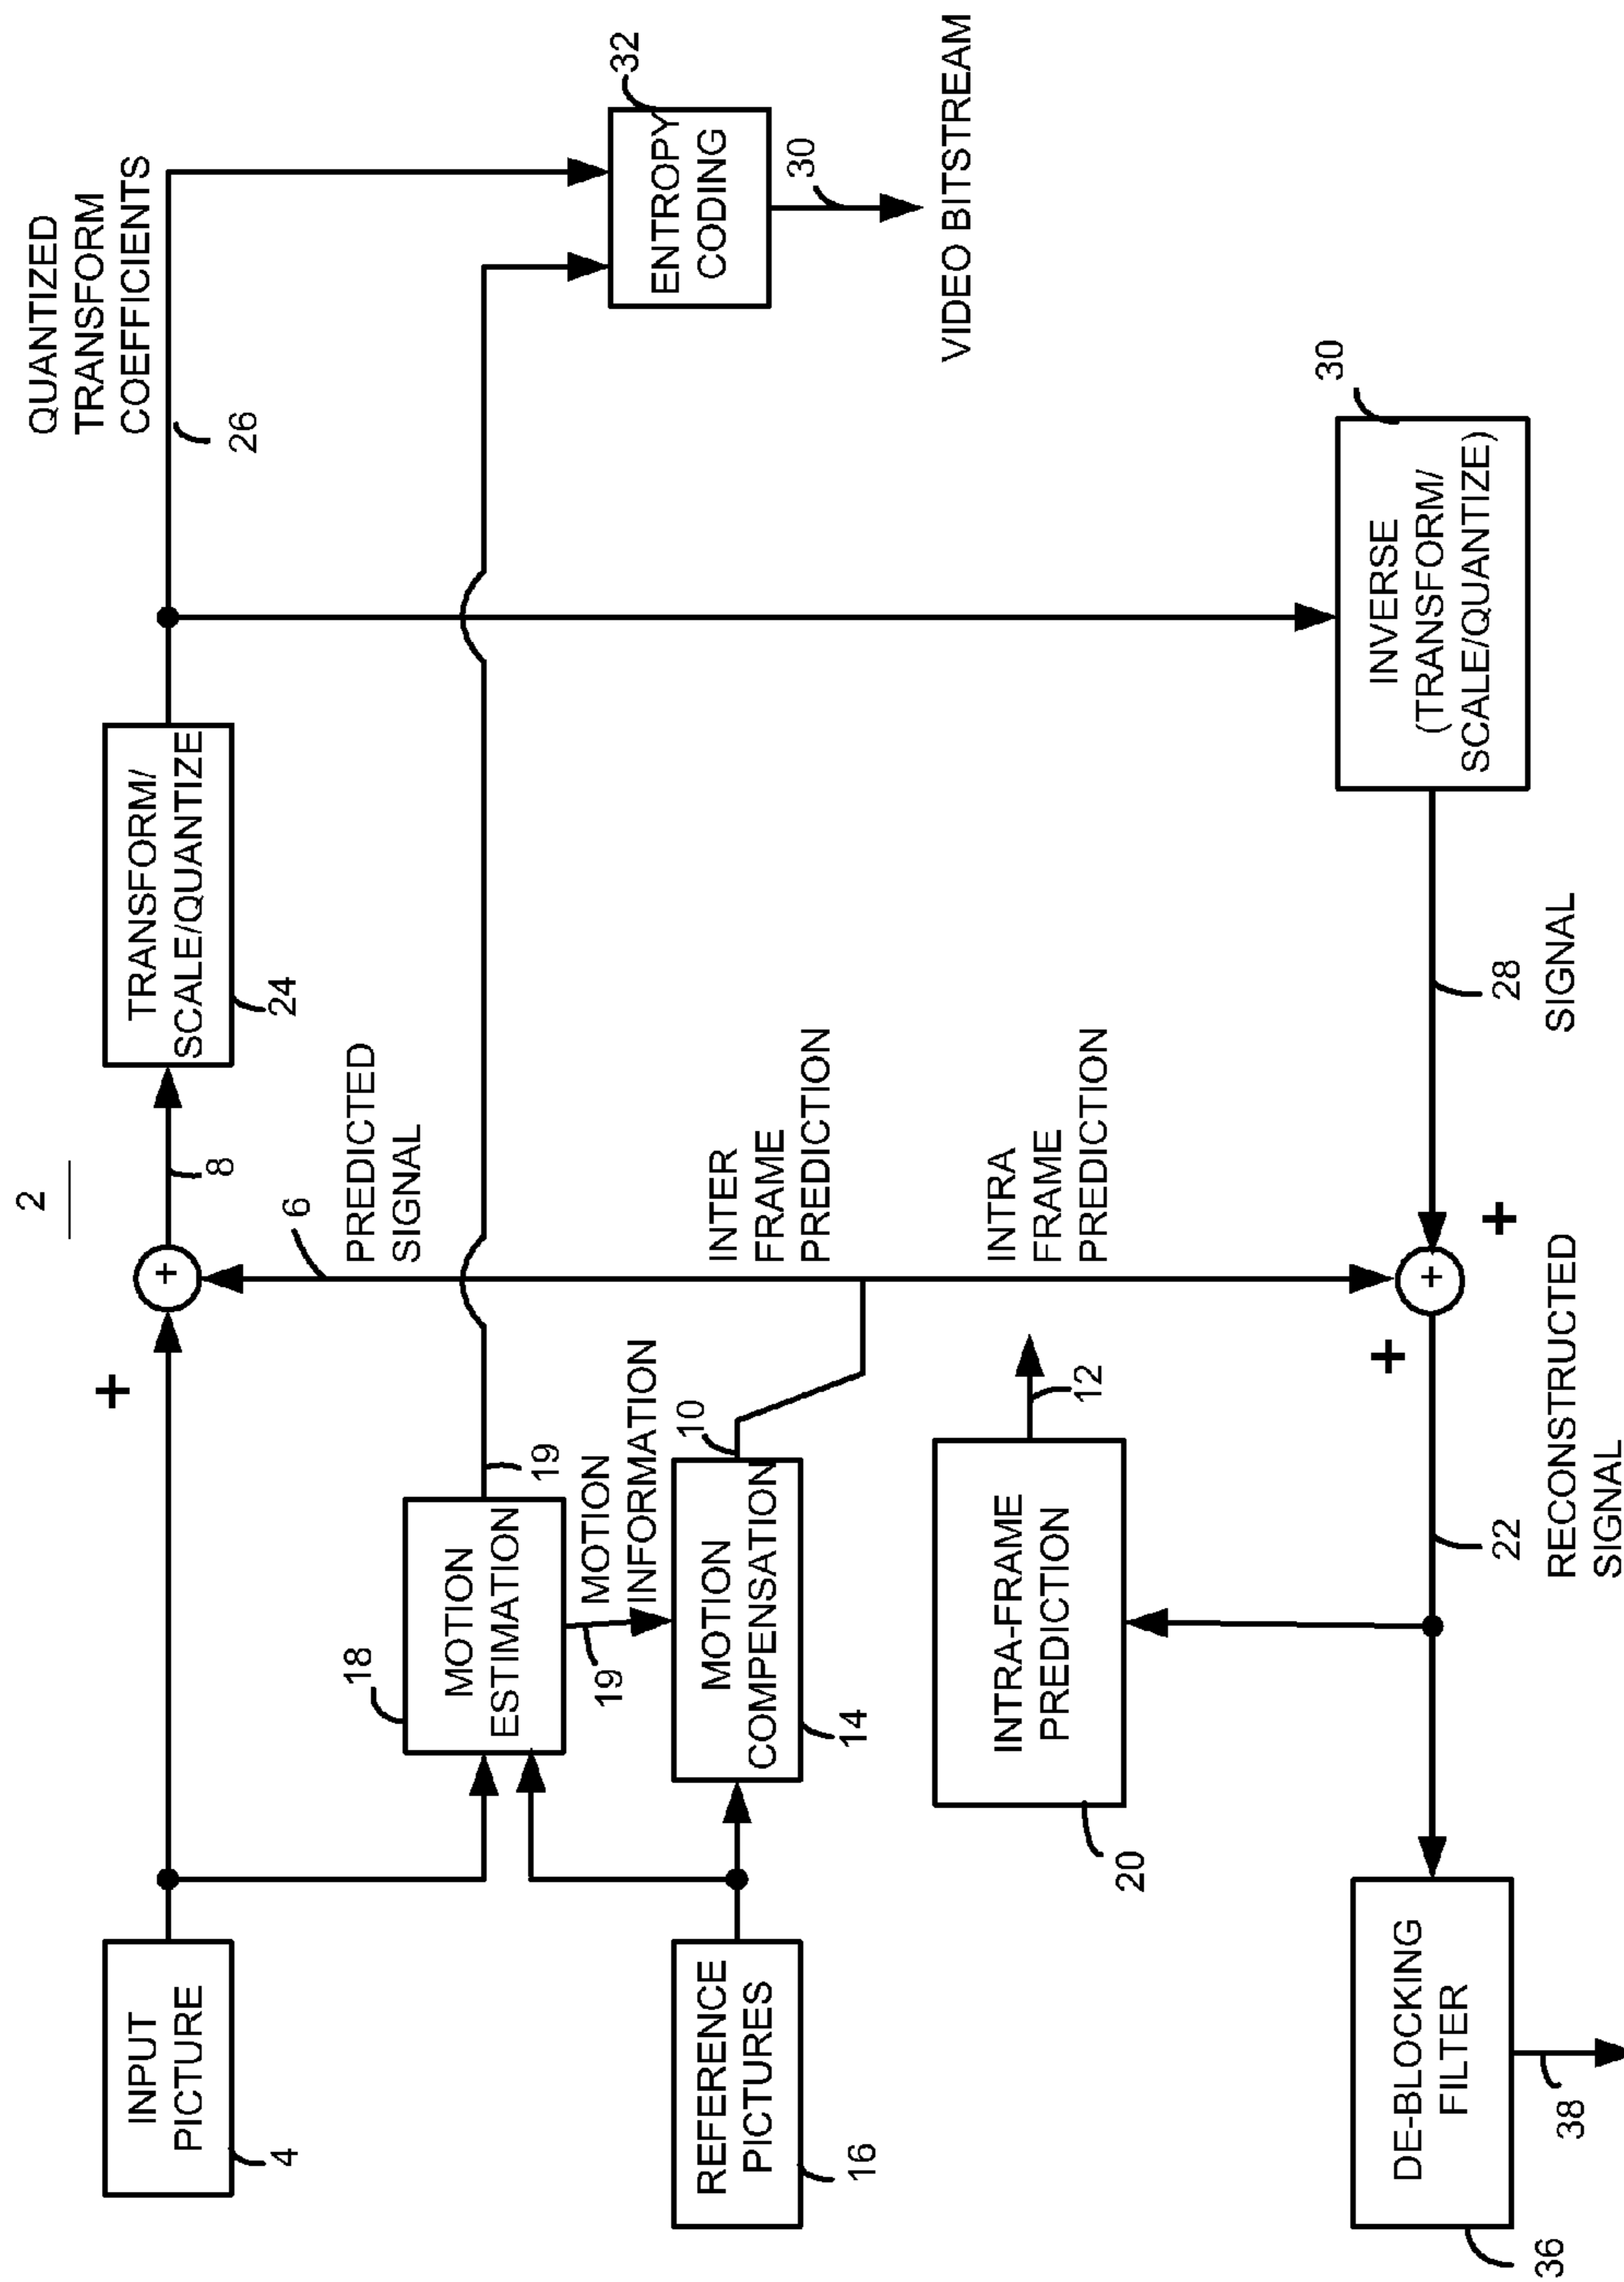 2
INPUT
PICTURE
4
+
+
8
TRANSFORM/
SCALE/QUANTIZE
24
QUANTIZED
TRANSFORM
COEFFICIENTS
26
6
PREDICTED
SIGNAL
18
MOTION
ESTIMATION
19
19
MOTION
INFORMATION
ENTROPY
CODING
32
30
VIDEO BITSTREAM
REFERENCE
PICTURES
16
MOTION
COMPENSATION
14
10
INTER
FRAME
PREDICTION
INTRA-FRAME
PREDICTION
20
12
INTRA
FRAME
PREDICTION
DE-BLOCKING
FILTER
36
38
22
RECONSTRUCTED
SIGNAL
+
+
+
28
SIGNAL
INVERSE
(TRANSFORM/
SCALE/QUANTIZE)
30